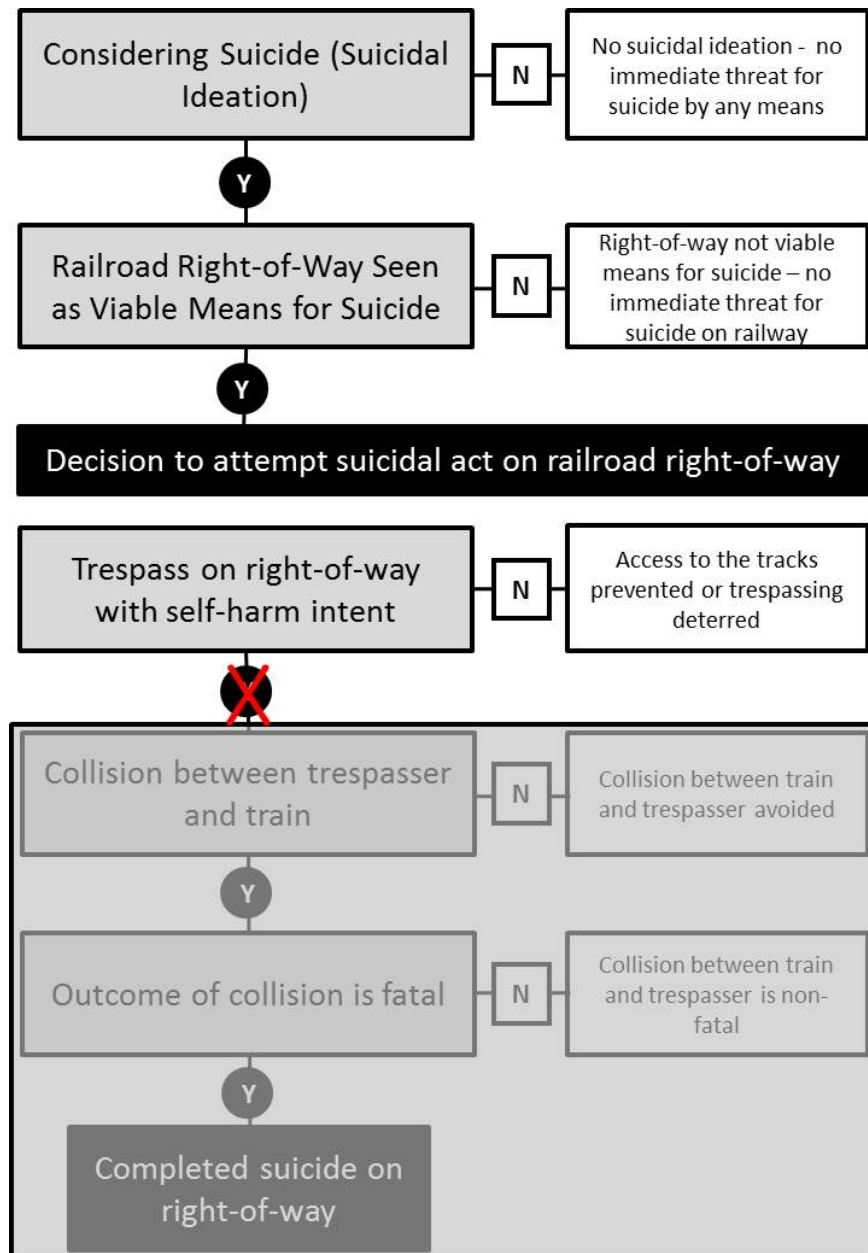 Considering Suicide (Suicidal
Ideation)
N
No suicidal ideation - no
immediate threat for
suicide by any means
Y
Railroad Right-of-Way Seen
as Viable Means for Suicide
N
Right-of-way not viable
means for suicide – no
immediate threat for
suicide on railway
Y
Decision to attempt suicidal act on railroad right-of-way
Trespass on right-of-way
with self-harm intent
N
Access to the tracks
prevented or trespassing
deterred
Collision between trespasser
and train
N
Collision between train
and trespasser avoided
Y
Outcome of collision is fatal
N
Collision between train
and trespasser is non-
fatal
Y
Completed suicide on
right-of-way